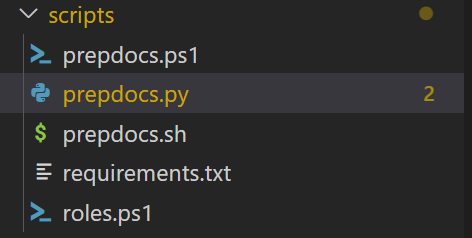 scripts
prepdocs.ps1
prepdocs.py 2
$ prepdocs.sh
requirements.txt
roles.ps1